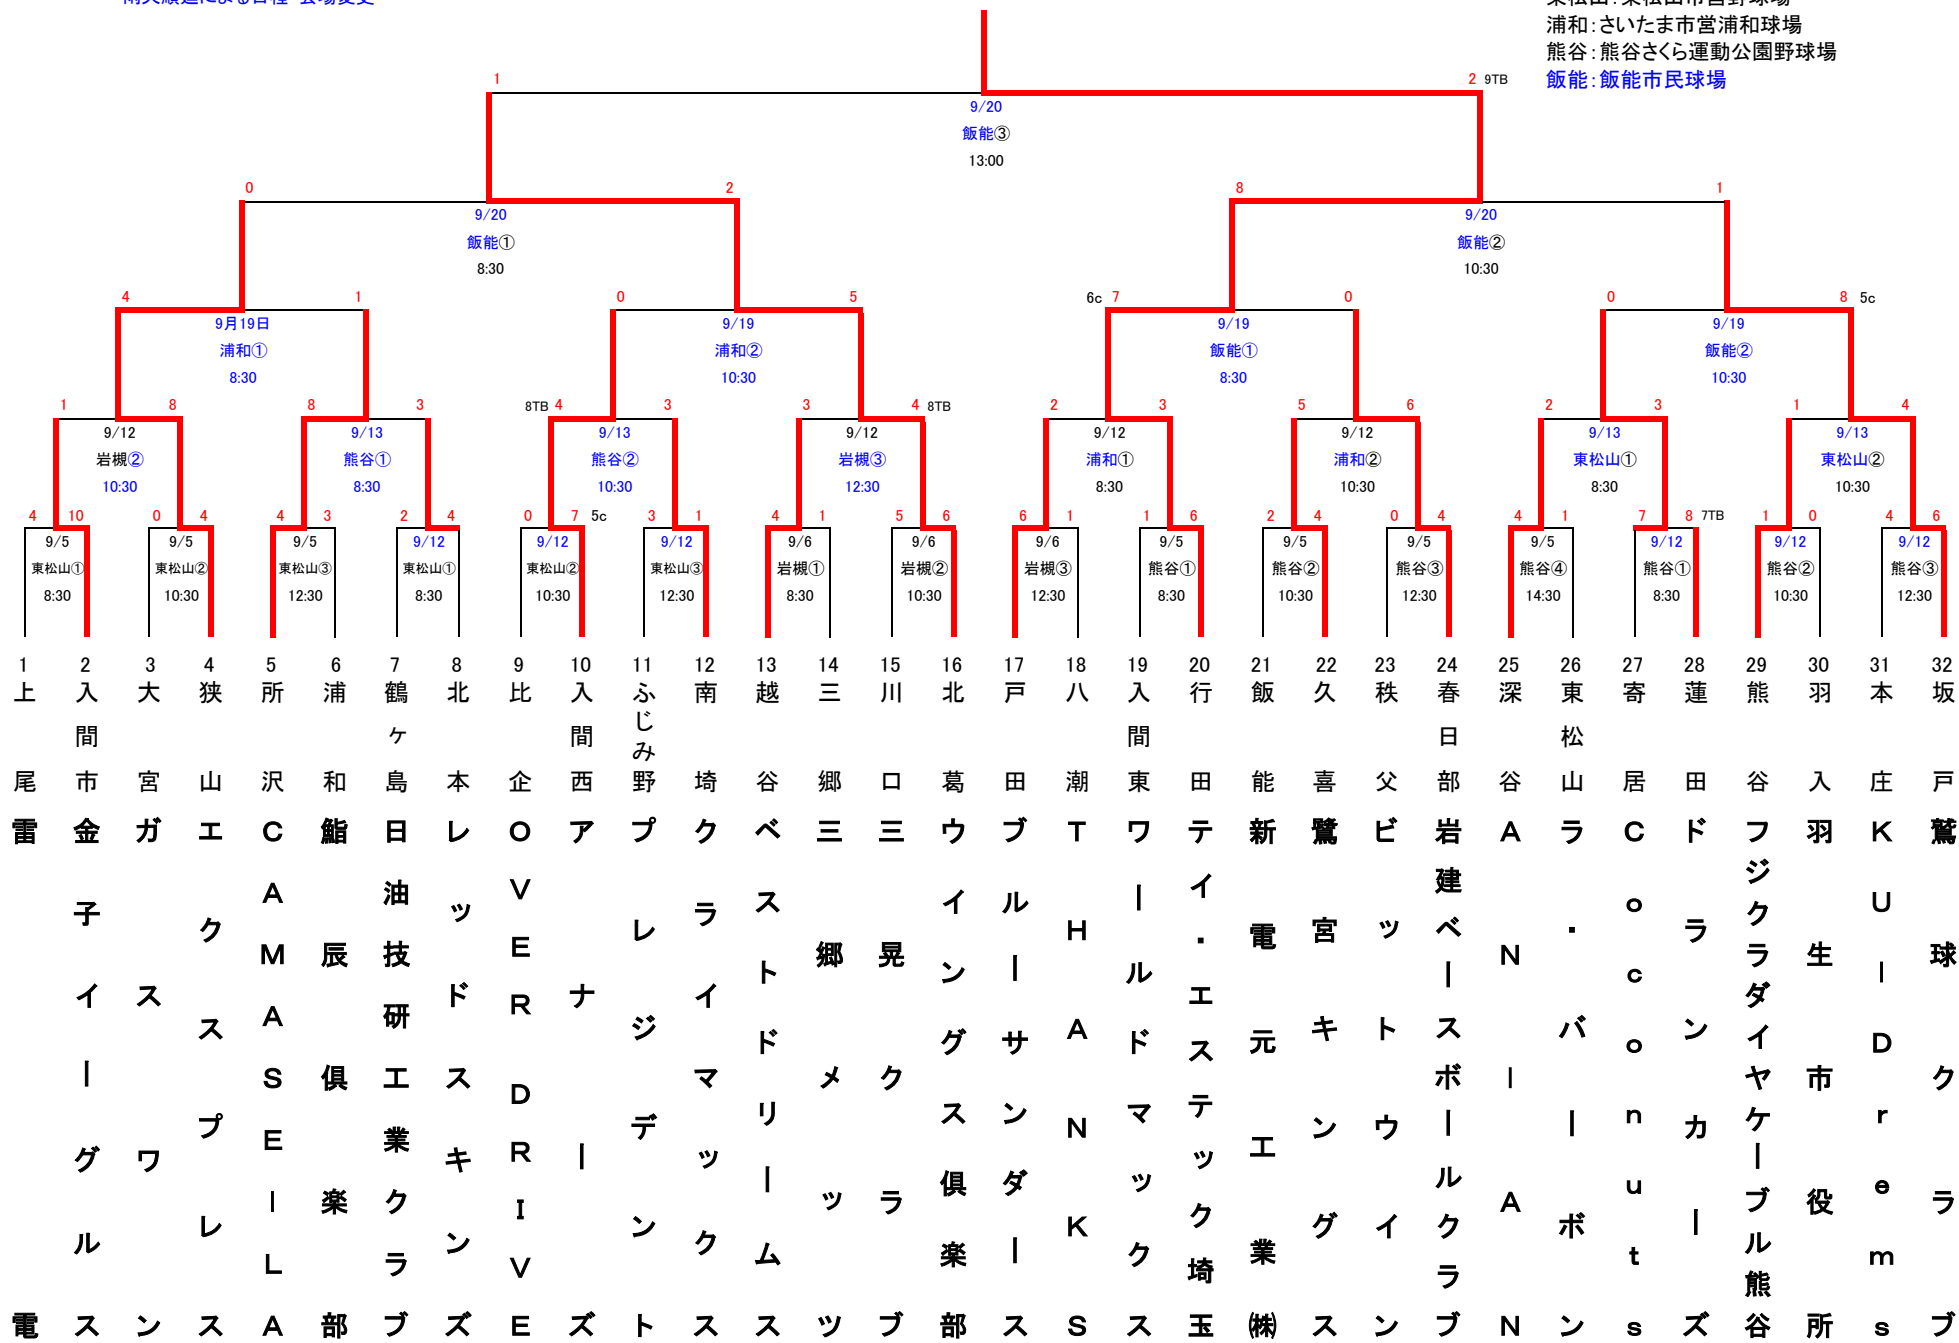 東松山：東松山市営野球場
浦和：さいたま市営浦和球場
熊谷：熊谷さくら運動公園野球場
飯能：飯能市民球場
1 2 9TB
9/20
飯能③
13:00
0 2 8 1
9/20 9/20
飯能① 飯能②
8:30 10:30
4 1 0 5 6c 7 0 0 8 5c
9月19日 9/19 9/19 9/19
浦和① 浦和② 飯能① 飯能②
8:30 10:30 8:30 10:30
1 8 8 3 8TB 4 3 3 4 8TB 2 3 5 6 2 3 1 4
9/12 9/13 9/13 9/12 9/12 9/12 9/13 9/13
岩槻② 熊谷① 熊谷② 岩槻③ 浦和① 浦和② 東松山① 東松山②
10:30 8:30 10:30 12:30 8:30 10:30 8:30 10:30
4 10 0 4 4 3 2 4 0 7 5c 3 1 4 1 5 6 6 1 1 6 2 4 0 4 4 1 7 8 7TB 1 0 4 6
9/5 9/5 9/5 9/12 9/12 9/12 9/6 9/6 9/6 9/5 9/5 9/5 9/5 9/12 9/12 9/12
東松山① 東松山② 東松山③ 東松山① 東松山② 東松山③ 岩槻① 岩槻② 岩槻③ 熊谷① 熊谷② 熊谷③ 熊谷④ 熊谷① 熊谷② 熊谷③
8:30 10:30 12:30 8:30 10:30 12:30 8:30 10:30 12:30 8:30 10:30 12:30 14:30 8:30 10:30 12:30
1 上尾 雷電
2 入間市 金子イーグルス
3 大宮 ガスワン
4 狭山 エクスプレス
5 所沢 CAMASEILA
6 浦和 鮨辰倶楽部
7 鶴ヶ島 日油技研工業クラブ
8 北本 レッドスキンズ
9 比企 OVER DRIVE
10 入間西 アナーズ
11 ふじみ野 プレジデント
12 南埼 クライマックス
13 越谷 ベストドリームス
14 三郷 三郷メッツ
15 川口 三晃クラブ
16 北葛 ウイングス倶楽部
17 戸田 ブルーサンダース
18 八潮 THANKS
19 入間東 ワールドマックス
20 行田 テイ・エステック埼玉
21 飯能 新電元工業㈱
22 久喜 鷺宮キングス
23 秩父 ビットウイン
24 春日部 岩建ベースボールクラブ
25 深谷 AN-AN
26 東松山 ラ・バーボン
27 寄居 Coconuts
28 蓮田 ドランカーズ
29 熊谷 フジクラダイヤケーブル熊谷
30 羽入 羽生市役所
31 本庄 KUIDrems
32 坂戸 鷲球クラブ